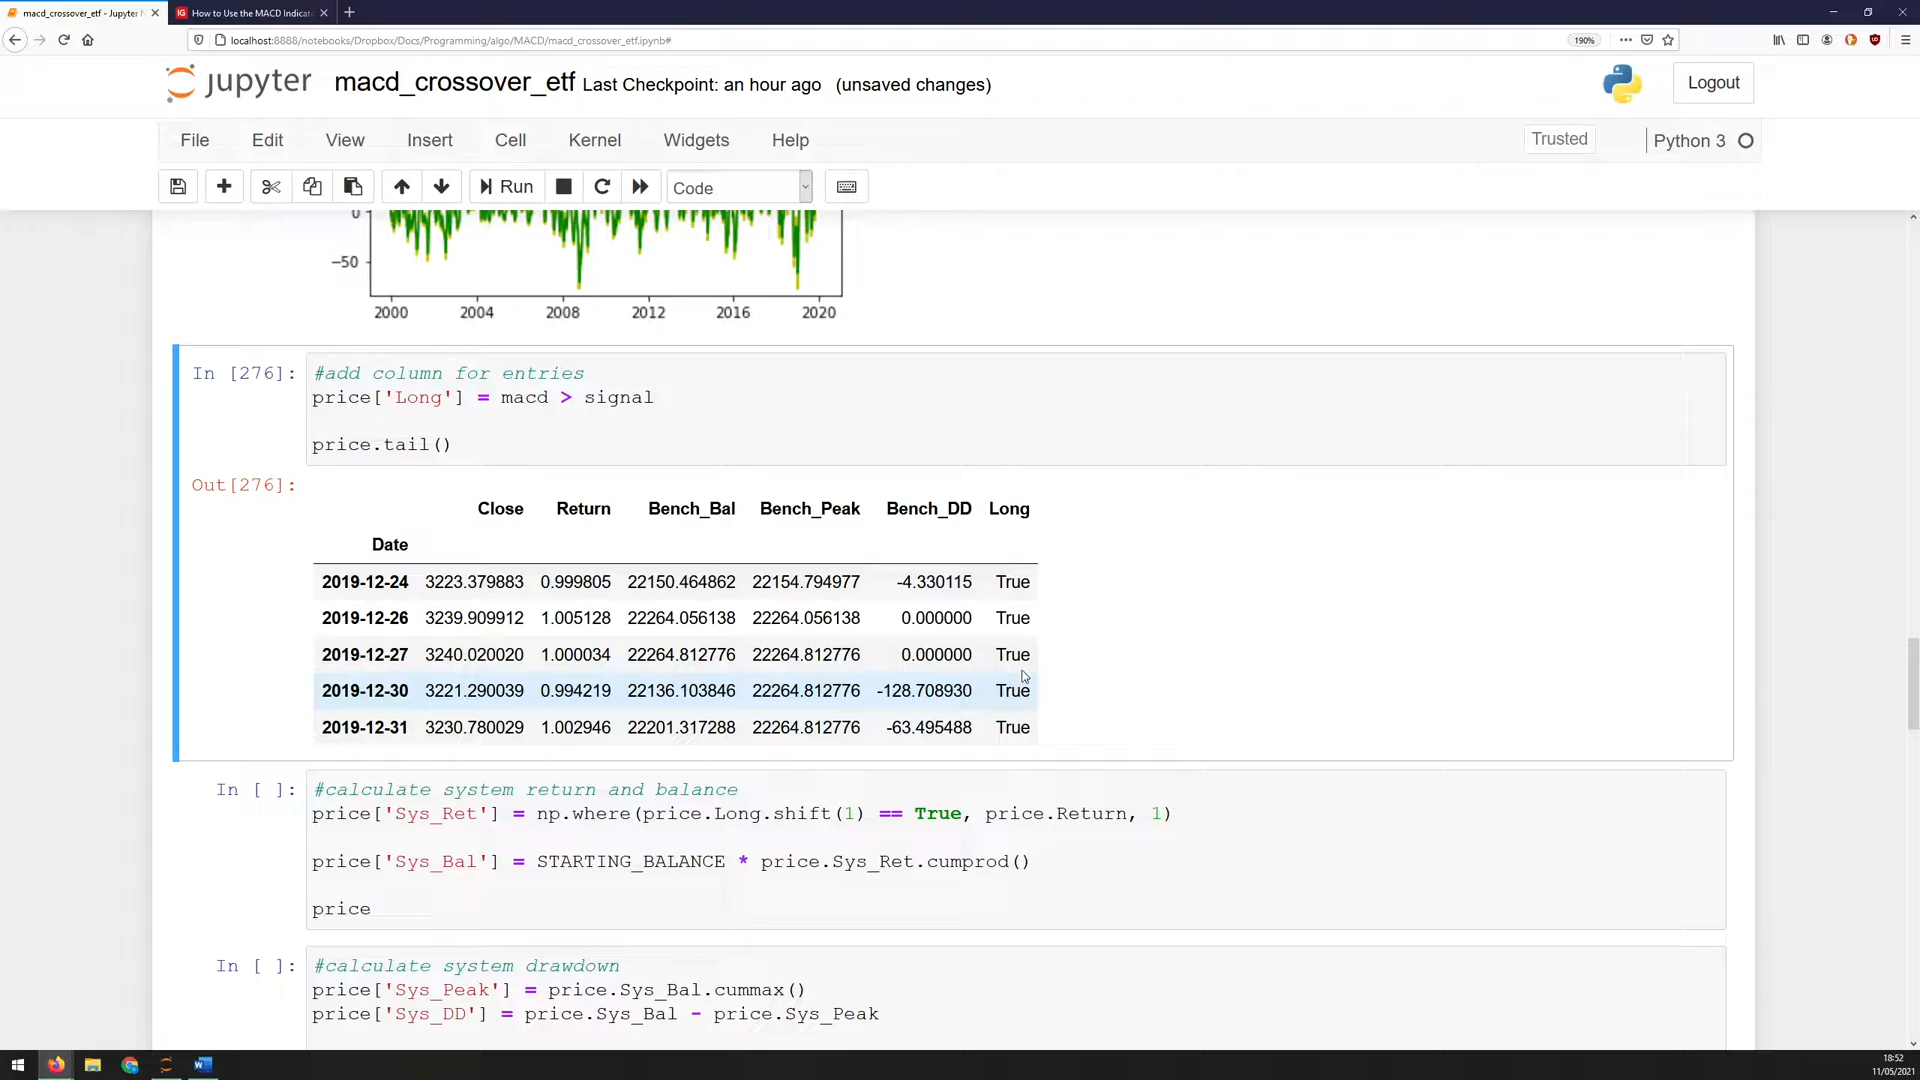 macd_crossover_etf - Jupyter N
How to Use the MACD Indicat
localhost:8888/notebooks/Dropbox/Docs/Programming/algo/MACD/macd_crossover_etf.ipynb#
190%
jupyter macd_crossover_etf Last Checkpoint: an hour ago (unsaved changes)
Logout
File Edit View Insert Cell Kernel Widgets Help
Trusted
Python 3
Run
Code
0
−50
2000 2004 2008 2012 2016 2020
In [276]: #add column for entries
price['Long'] = macd > signal
price.tail()
Out[276]:
Close Return Bench_Bal Bench_Peak Bench_DD Long
Date
2019-12-24 3223.379883 0.999805 22150.464862 22154.794977 -4.330115 True
2019-12-26 3239.909912 1.005128 22264.056138 22264.056138 0.000000 True
2019-12-27 3240.020020 1.000034 22264.812776 22264.812776 0.000000 True
2019-12-30 3221.290039 0.994219 22136.103846 22264.812776 -128.708930 True
2019-12-31 3230.780029 1.002946 22201.317288 22264.812776 -63.495488 True
In [ ]: #calculate system return and balance
price['Sys_Ret'] = np.where(price.Long.shift(1) == True, price.Return, 1)
price['Sys_Bal'] = STARTING_BALANCE * price.Sys_Ret.cumprod()
price
In [ ]: #calculate system drawdown
price['Sys_Peak'] = price.Sys_Bal.cummax()
price['Sys_DD'] = price.Sys_Bal - price.Sys_Peak
18:52
11/05/2021